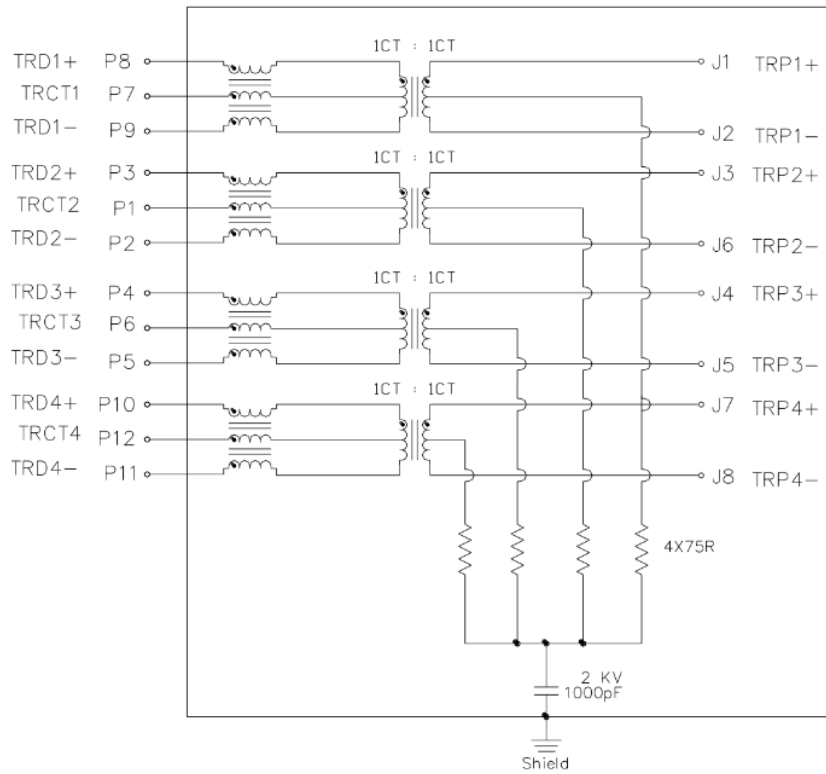 1CT : 1CT
TRD1+ P8 J1 TRP1+
TRCT1 P7
TRD1− P9 J2 TRP1−
1CT : 1CT
TRD2+ P3 J3 TRP2+
TRCT2 P1
TRD2− P2 J6 TRP2−
1CT : 1CT
TRD3+ P4 J4 TRP3+
TRCT3 P6
TRD3− P5 J5 TRP3−
1CT : 1CT
TRD4+ P10 J7 TRP4+
TRCT4 P12
TRD4− P11 J8 TRP4−
4X75R
2 KV
1000pF
Shield